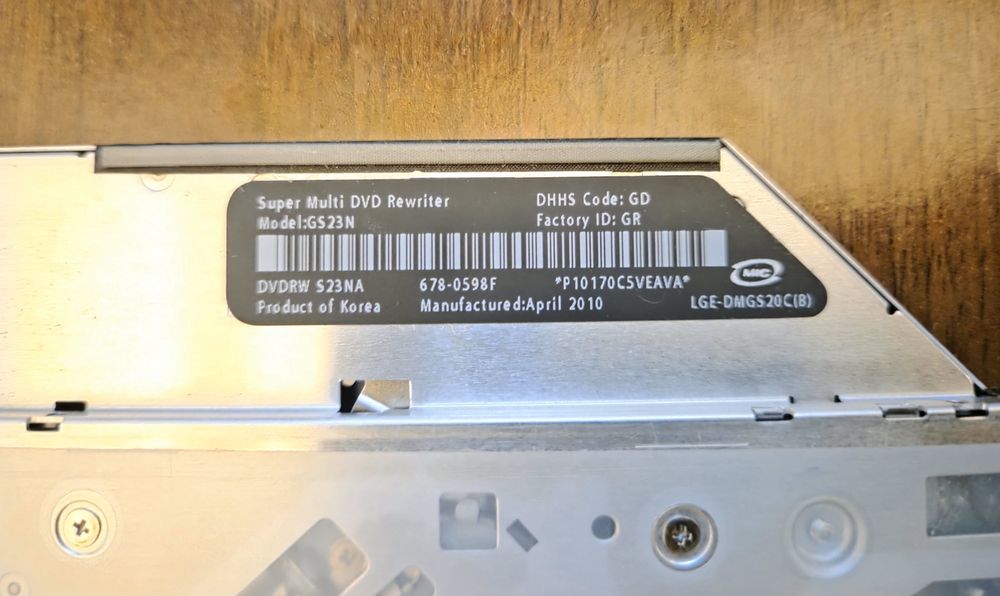 Super Multi DVD Rewriter DHHS Code: GD
Model:GS23N Factory ID: GR
DVDRW S23NA 678-0598F *P10170C5VEAVA*
MIC
Product of Korea Manufactured:April 2010 LGE-DMGS20C(B)